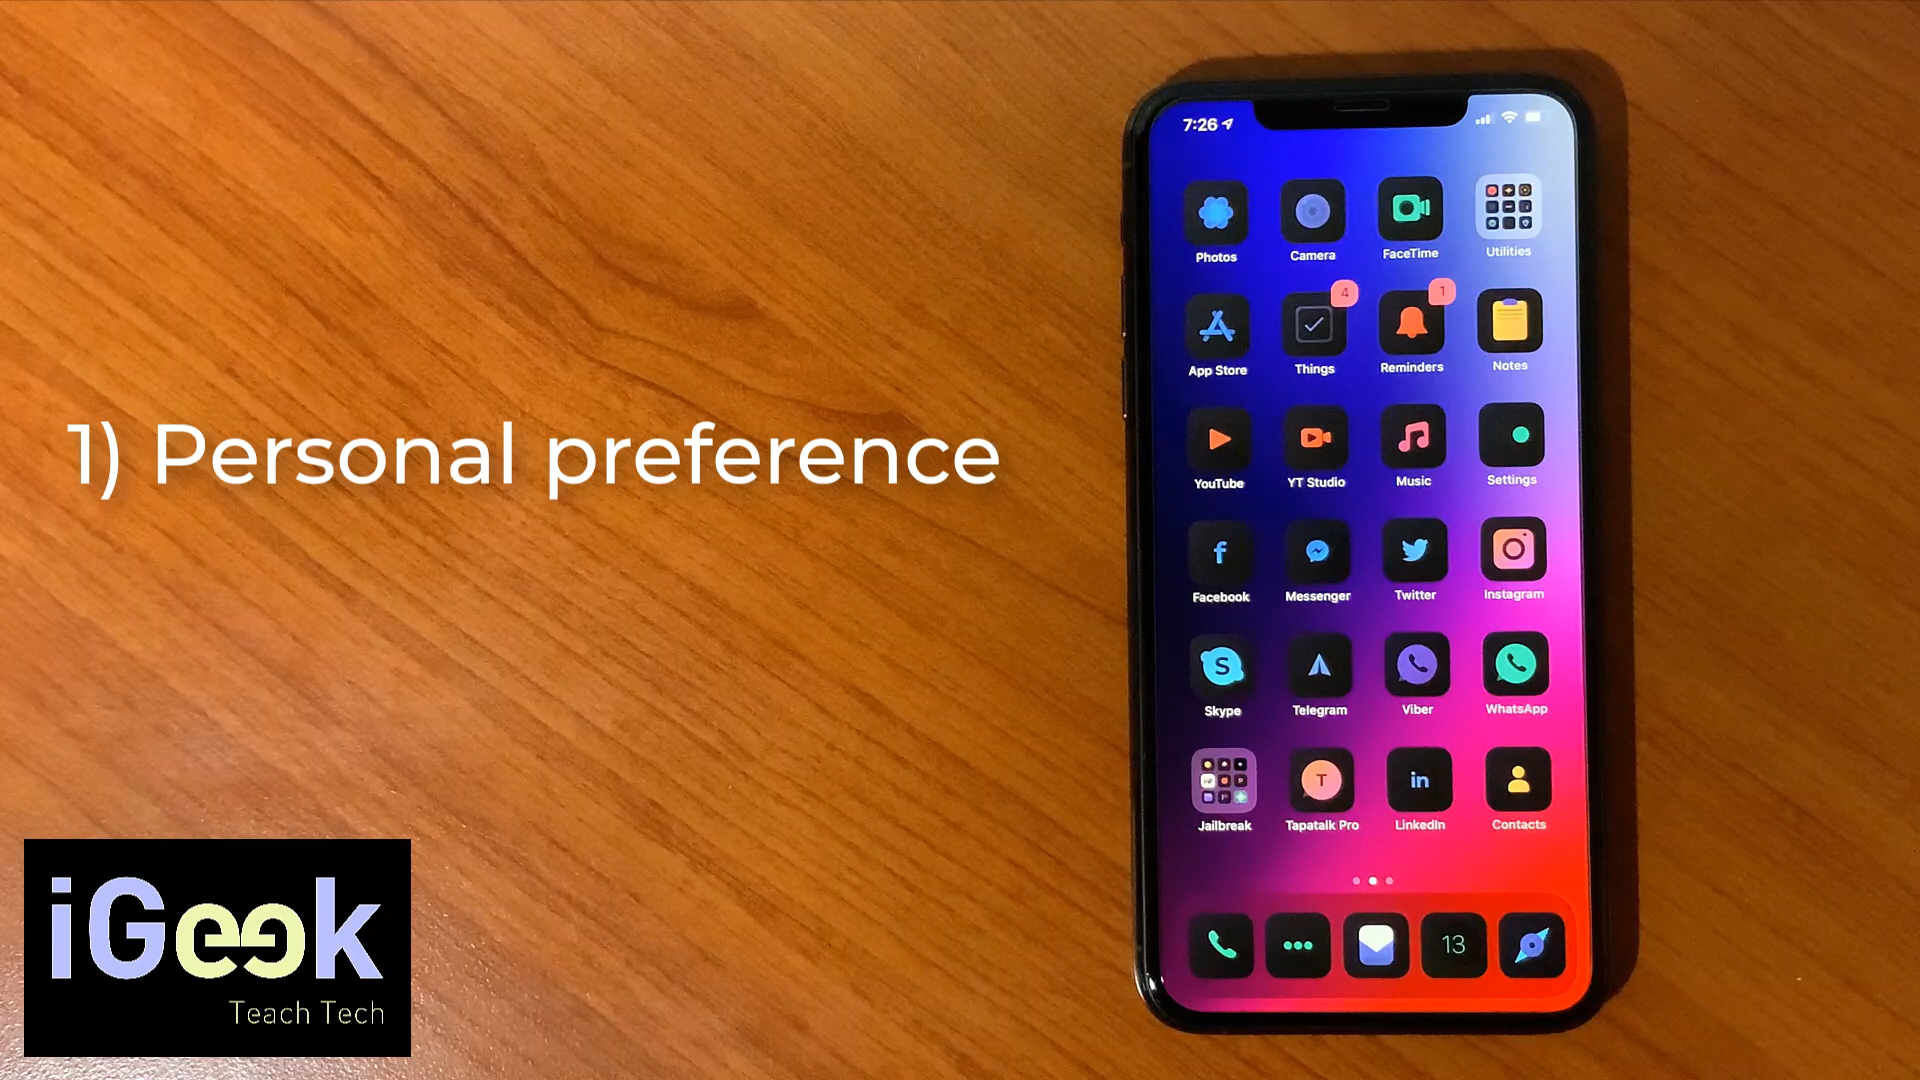 1) Personal preference
iGeek
Teach Tech
7:26
Photos
Camera
FaceTime
Utilities
4
1
App Store
Things
Reminders
Notes
YouTube
YT Studio
Music
Settings
f
Facebook
Messenger
Twitter
Instagram
S
Skype
Telegram
Viber
WhatsApp
T
in
Jailbreak
Tapatalk Pro
LinkedIn
Contacts
13